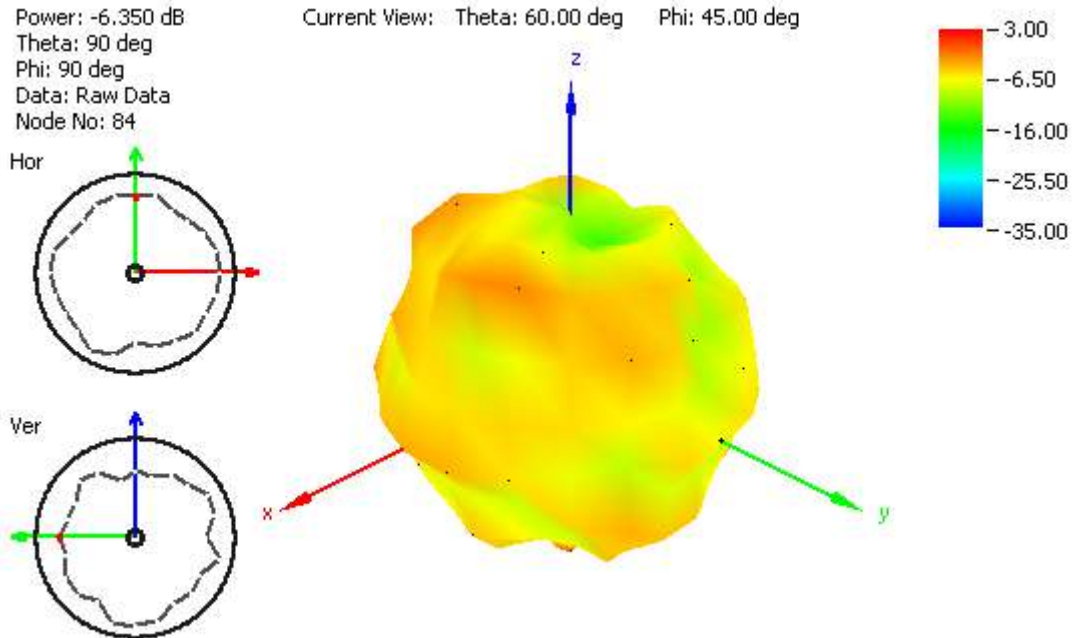 Power: -6.350 dB
Theta: 90 deg
Phi: 90 deg
Data: Raw Data
Node No: 84
Current View: Theta: 60.00 deg Phi: 45.00 deg
3.00
-6.50
-16.00
-25.50
-35.00
Hor
Ver
z
x
y